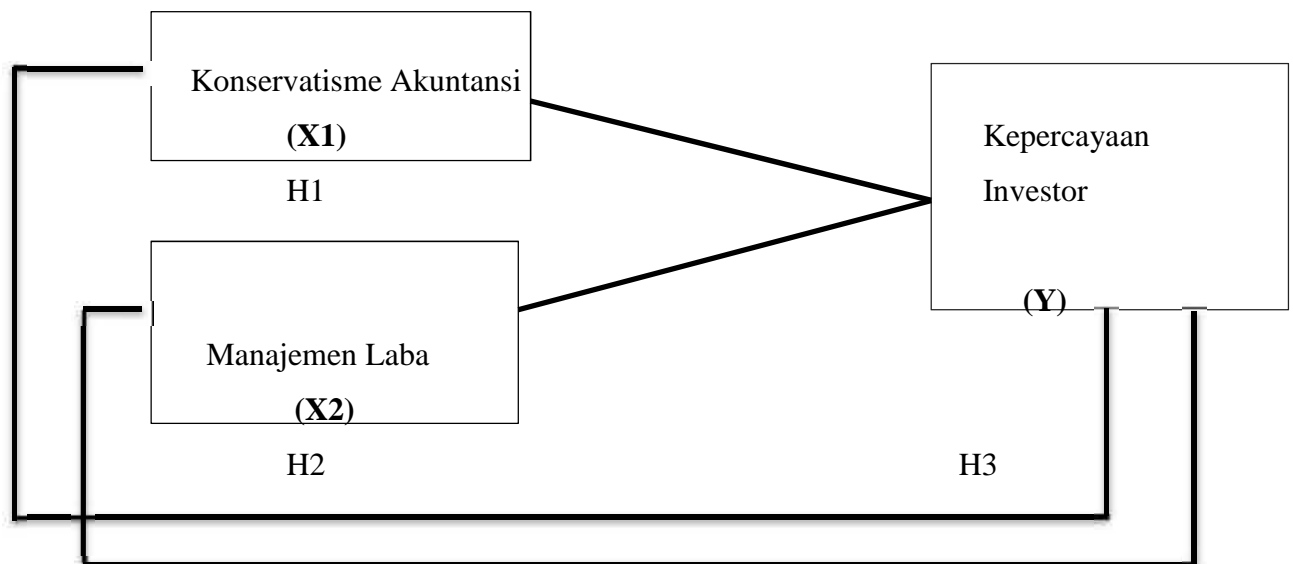 Konservatisme Akuntansi
(X1)
H1
Manajemen Laba
(X2)
H2
Kepercayaan
Investor
(Y)
H3